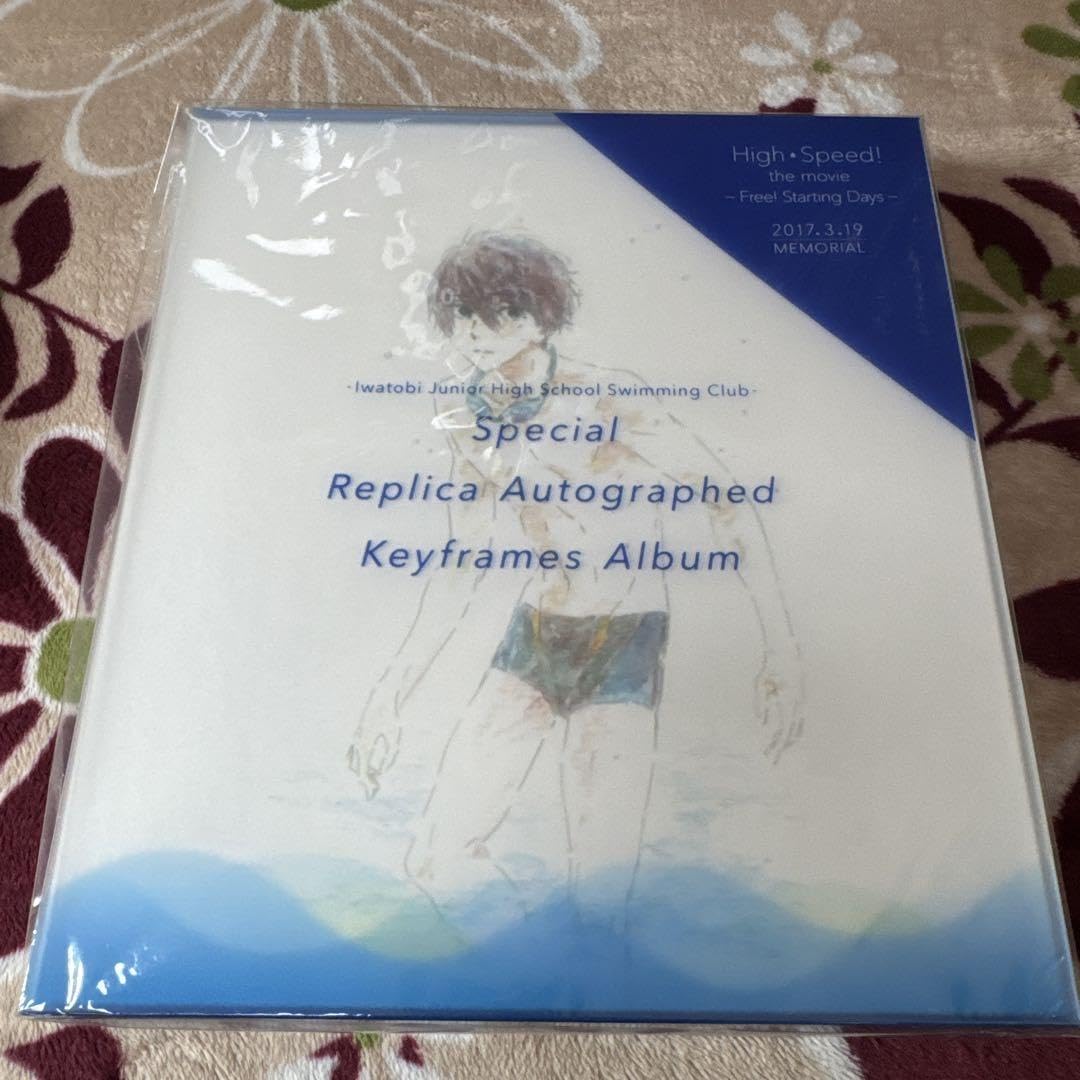 High • Speed!
the movie
– Free! Starting Days –
2017.3.19
MEMORIAL
-Iwatobi Junior High School Swimming Club-
Special
Replica Autographed
Keyframes Album